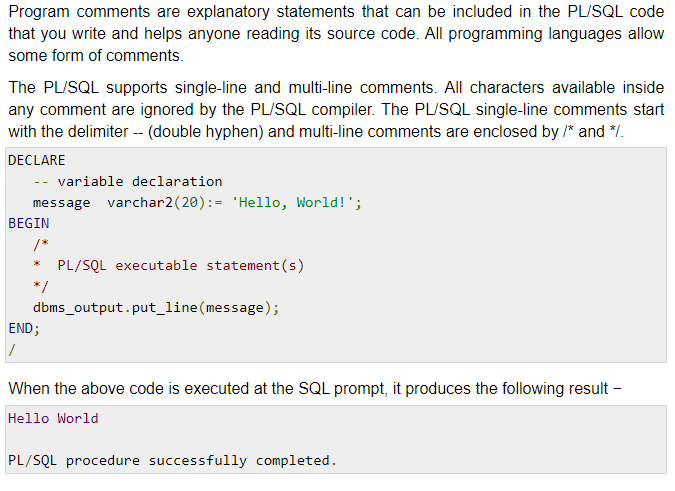 Program comments are explanatory statements that can be included in the PL/SQL code
that you write and helps anyone reading its source code. All programming languages allow
some form of comments.
The PL/SQL supports single-line and multi-line comments. All characters available inside
any comment are ignored by the PL/SQL compiler. The PL/SQL single-line comments start
with the delimiter -- (double hyphen) and multi-line comments are enclosed by /* and */.
DECLARE
   -- variable declaration
   message  varchar2(20):= 'Hello, World!';
BEGIN
   /*
   *  PL/SQL executable statement(s)
   */
   dbms_output.put_line(message);
END;
/
When the above code is executed at the SQL prompt, it produces the following result −
Hello World
PL/SQL procedure successfully completed.